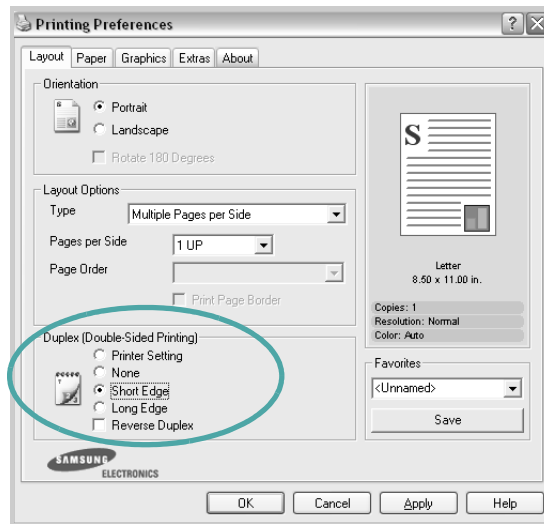 Printing Preferences
Layout Paper Graphics Extras About
Orientation
Portrait
Landscape
Rotate 180 Degrees
Layout Options
Type Multiple Pages per Side
Pages per Side 1 UP
Page Order
Print Page Border
Duplex (Double-Sided Printing)
Printer Setting
None
Short Edge
Long Edge
Reverse Duplex
SAMSUNG
ELECTRONICS
S
Letter
8.50 x 11.00 in.
Copies: 1
Resolution: Normal
Color: Auto
Favorites
<Unnamed>
Save
OK Cancel Apply Help